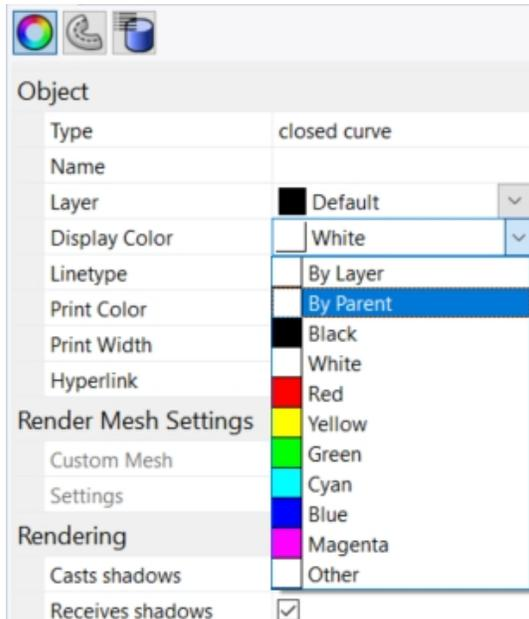 Object
Type closed curve
Name
Layer Default
Display Color White
Linetype By Layer
By Parent
Print Color Black
Print Width White
Hyperlink Red
Render Mesh Settings Yellow
Custom Mesh Green
Cyan
Settings Blue
Rendering Magenta
Casts shadows Other
Receives shadows